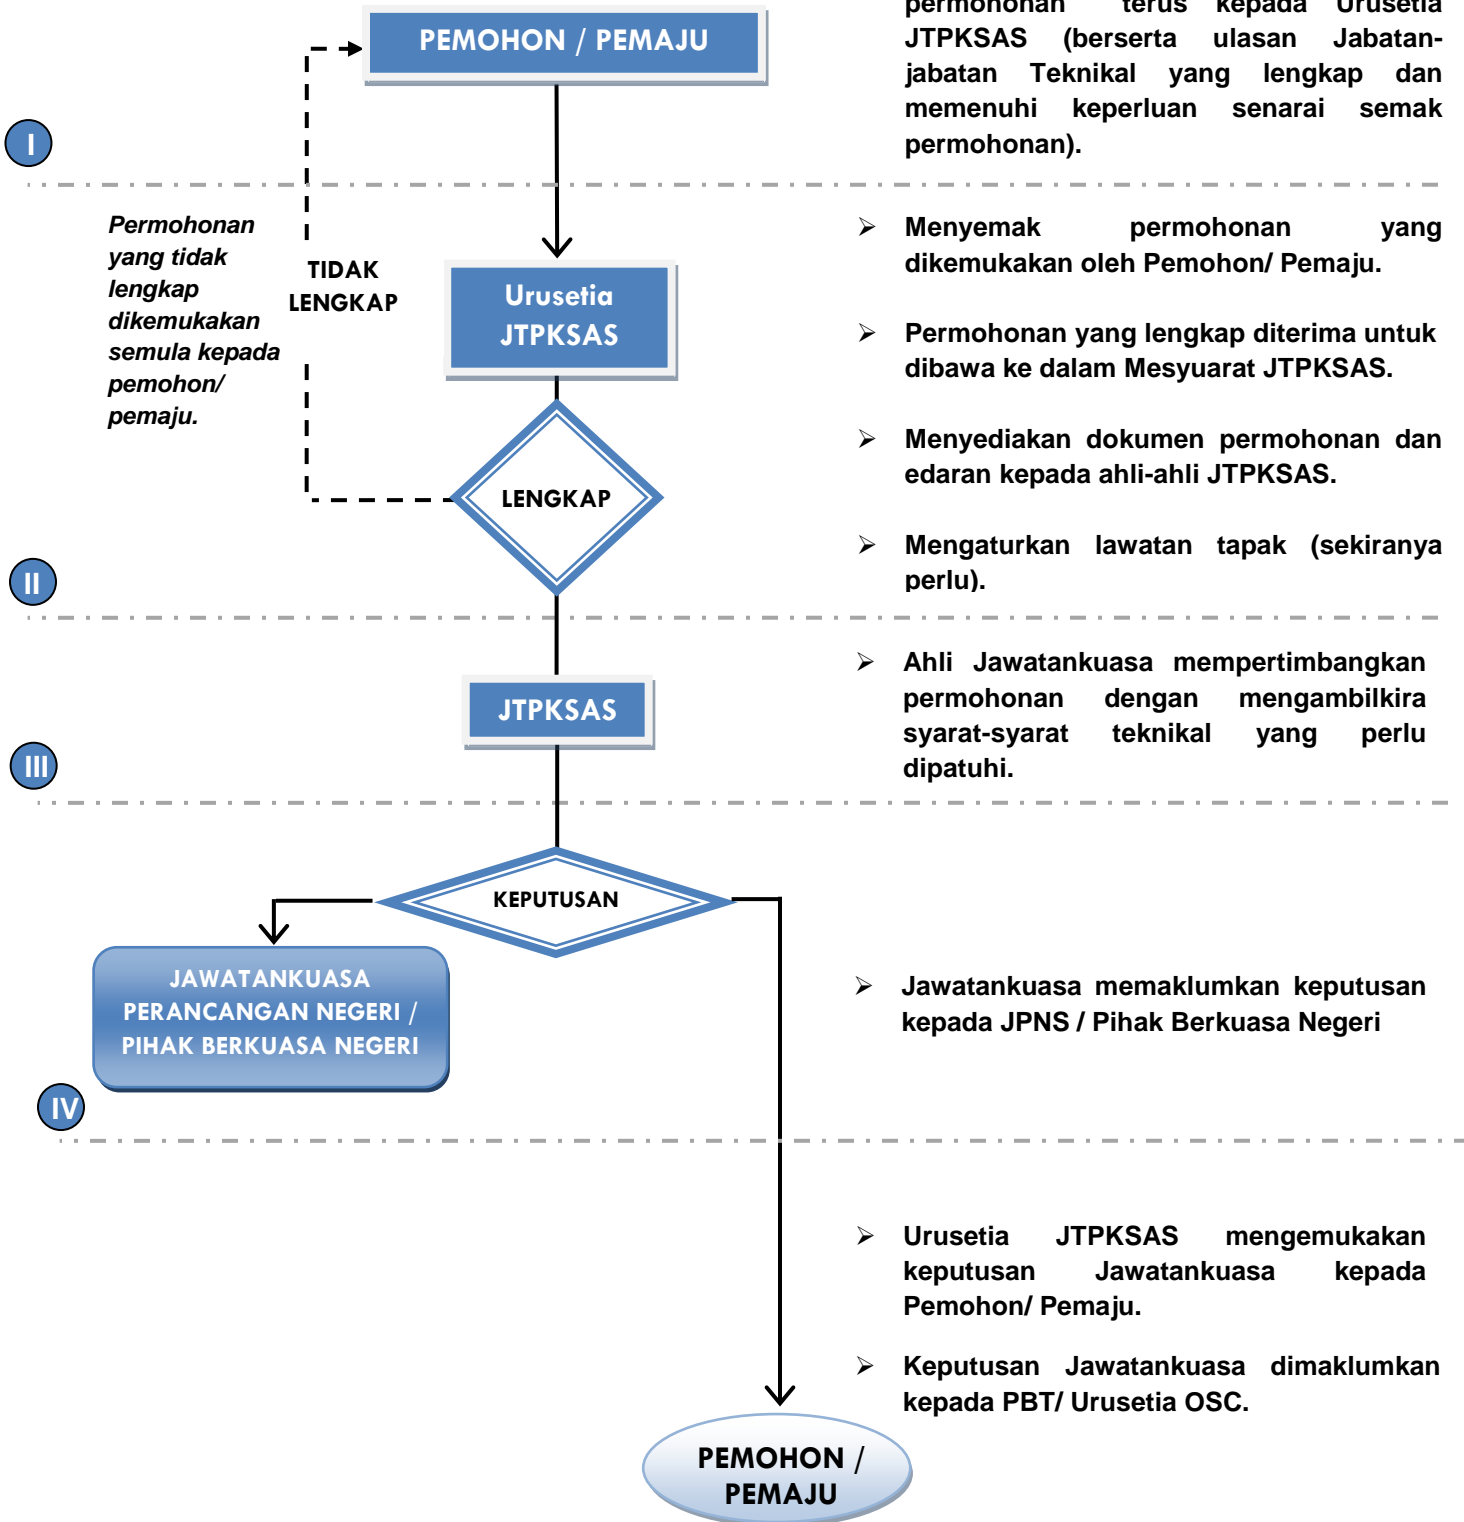 permohonan terus kepada Urusetia
JTPKSAS (berserta ulasan Jabatan-
jabatan Teknikal yang lengkap dan
memenuhi keperluan senarai semak
permohonan).
PEMOHON / PEMAJU
I
Permohonan
yang tidak
lengkap
dikemukakan
semula kepada
pemohon/
pemaju.
TIDAK
LENGKAP
Urusetia
JTPKSAS
LENGKAP
➢ Menyemak permohonan yang
dikemukakan oleh Pemohon/ Pemaju.
➢ Permohonan yang lengkap diterima untuk
dibawa ke dalam Mesyuarat JTPKSAS.
➢ Menyediakan dokumen permohonan dan
edaran kepada ahli-ahli JTPKSAS.
➢ Mengaturkan lawatan tapak (sekiranya
perlu).
II
JTPKSAS
➢ Ahli Jawatankuasa mempertimbangkan
permohonan dengan mengambilkira
syarat-syarat teknikal yang perlu
dipatuhi.
III
KEPUTUSAN
JAWATANKUASA
PERANCANGAN NEGERI /
PIHAK BERKUASA NEGERI
➢ Jawatankuasa memaklumkan keputusan
kepada JPNS / Pihak Berkuasa Negeri
IV
➢ Urusetia JTPKSAS mengemukakan
keputusan Jawatankuasa kepada
Pemohon/ Pemaju.
➢ Keputusan Jawatankuasa dimaklumkan
kepada PBT/ Urusetia OSC.
PEMOHON /
PEMAJU